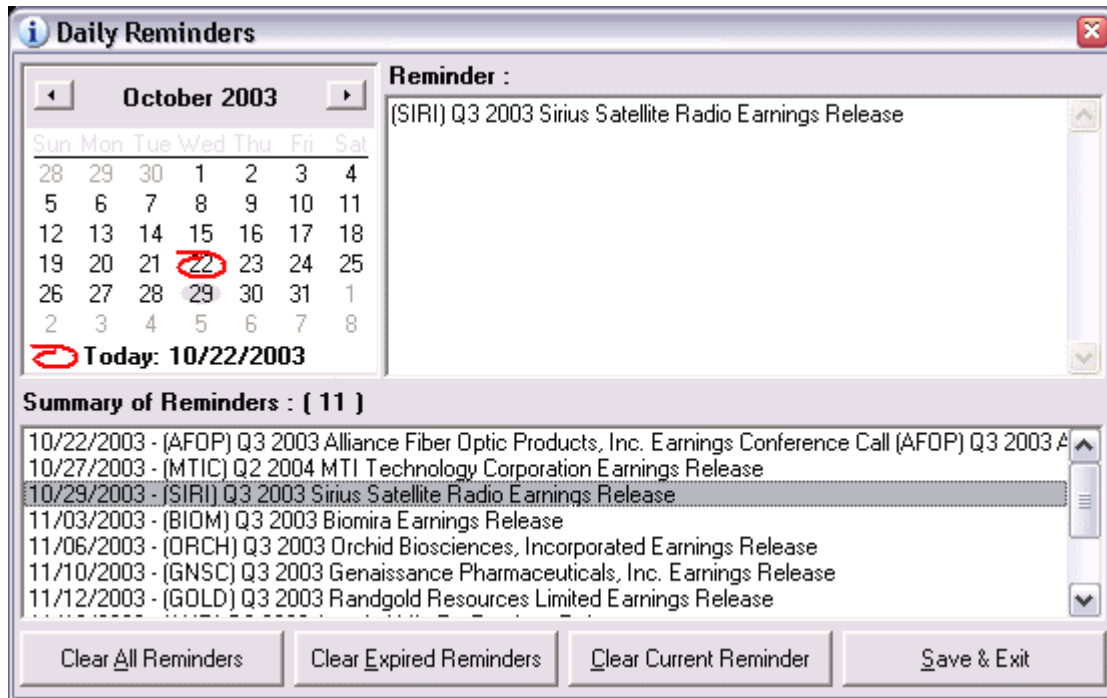 Daily Reminders
October 2003
Sun Mon Tue Wed Thu Fri Sat
28 29 30 1 2 3 4
5 6 7 8 9 10 11
12 13 14 15 16 17 18
19 20 21 22 23 24 25
26 27 28 29 30 31 1
2 3 4 5 6 7 8
Today: 10/22/2003
Reminder :
(SIRI) Q3 2003 Sirius Satellite Radio Earnings Release
Summary of Reminders : ( 11 )
10/22/2003 - (AFOP) Q3 2003 Alliance Fiber Optic Products, Inc. Earnings Conference Call (AFOP) Q3 2003 A
10/27/2003 - (MTIC) Q2 2004 MTI Technology Corporation Earnings Release
10/29/2003 - (SIRI) Q3 2003 Sirius Satellite Radio Earnings Release
11/03/2003 - (BIOM) Q3 2003 Biomira Earnings Release
11/06/2003 - (ORCH) Q3 2003 Orchid Biosciences, Incorporated Earnings Release
11/10/2003 - (GNSC) Q3 2003 Genaissance Pharmaceuticals, Inc. Earnings Release
11/12/2003 - (GOLD) Q3 2003 Randgold Resources Limited Earnings Release
Clear All Reminders
Clear Expired Reminders
Clear Current Reminder
Save & Exit